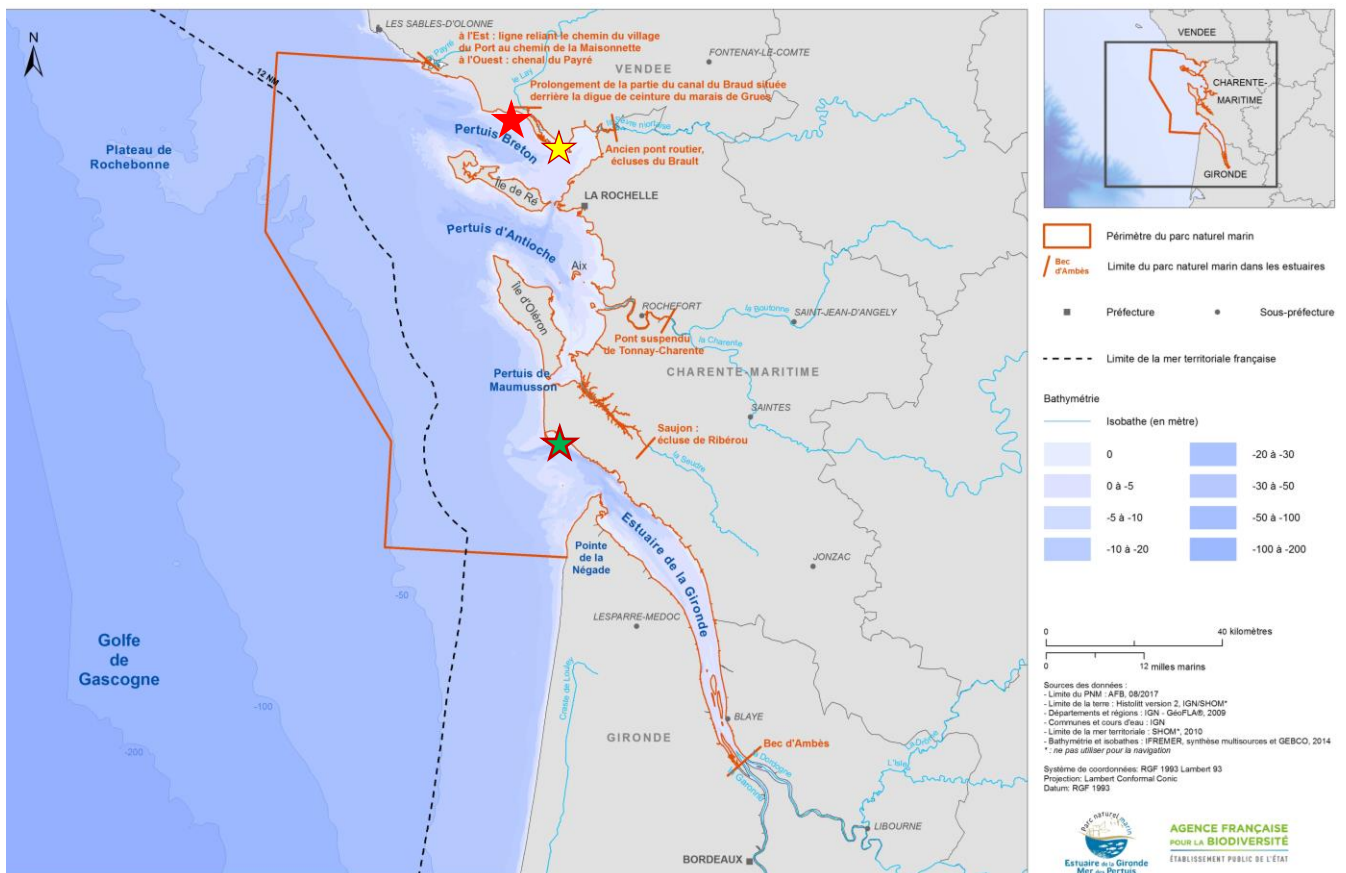 N
LES SABLES-D'OLONNE
le Payré
à l'Est : ligne reliant le chemin du village
du Port au chemin de la Maisonnette
à l'Ouest : chenal du Payré
FONTENAY-LE-COMTE
VENDEE
12 NM
le Lay
Prolongement de la partie du canal du Braud située
derrière la digue de ceinture du marais de Grues
la Sèvre niortaise
Pertuis Breton
Plateau de
Rochebonne
Ancien pont routier,
écluses du Brault
Île de Ré
LA ROCHELLE
Pertuis d'Antioche
Aix
Île d'Oléron
ROCHEFORT
la Boutonne
SAINT-JEAN-D'ANGELY
Pont suspendu
de Tonnay-Charente
la Charente
Pertuis de
Maumusson
CHARENTE-MARITIME
SAINTES
Saujon :
écluse de Ribérou
la Seudre
Estuaire de la Gironde
Pointe
de la
Négade
JONZAC
-50
LESPARRE-MEDOC
Golfe
de
Gascogne
-100
-200
BLAYE
GIRONDE
Bec d'Ambès
la Dordogne
la Garonne
L'Isle
LIBOURNE
BORDEAUX
VENDEE
CHARENTE-
MARITIME
GIRONDE
Périmètre du parc naturel marin
Bec
d'Ambès
Limite du parc naturel marin dans les estuaires
Préfecture
Sous-préfecture
Limite de la mer territoriale française
Bathymétrie
Isobathe (en mètre)
0
-20 à -30
0 à -5
-30 à -50
-5 à -10
-50 à -100
-10 à -20
-100 à -200
0
40 kilomètres
0
12 milles marins
Sources des données :
- Limite du PNM : AFB, 08/2017
- Limite de la terre : Histolitt version 2, IGN/SHOM*
- Départements et régions : IGN - GéoFLA®, 2009
- Communes et cours d'eau : IGN
- Limite de la mer territoriale : SHOM*, 2010
- Bathymétrie et isobathes : IFREMER, synthèse multisources et GEBCO, 2014
* : ne pas utiliser pour la navigation
Système de coordonnées: RGF 1993 Lambert 93
Projection: Lambert Conformal Conic
Datum: RGF 1993
Parc naturel marin
Estuaire de la Gironde
Mer des Pertuis
AGENCE FRANÇAISE
POUR LA BIODIVERSITÉ
ÉTABLISSEMENT PUBLIC DE L'ÉTAT